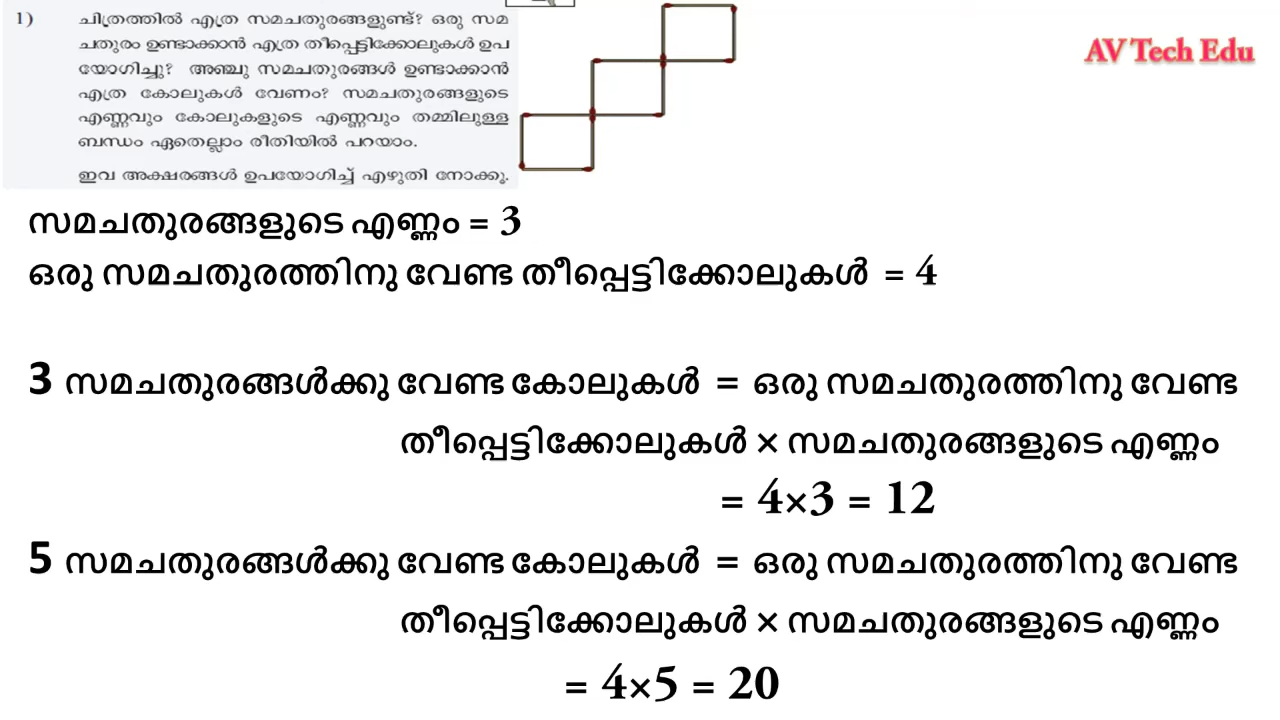 1) ചിത്രത്തിൽ എത്ര സമചതുരങ്ങളുണ്ട്? ഒരു സമ
ചതുരം ഉണ്ടാക്കാൻ എത്ര തീപ്പെട്ടിക്കോലുകൾ ഉപ
യോഗിച്ചു? അഞ്ചു സമചതുരങ്ങൾ ഉണ്ടാക്കാൻ
എത്ര കോലുകൾ വേണം? സമചതുരങ്ങളുടെ
എണ്ണവും കോലുകളുടെ എണ്ണവും തമ്മിലുള്ള
ബന്ധം ഏതെല്ലാം രീതിയിൽ പറയാം.
ഇവ അക്ഷരങ്ങൾ ഉപയോഗിച്ച് എഴുതി നോക്കൂ.
AV Tech Edu
സമചതുരങ്ങളുടെ എണ്ണം = 3
ഒരു സമചതുരത്തിനു വേണ്ട തീപ്പെട്ടിക്കോലുകൾ = 4
3 സമചതുരങ്ങൾക്കു വേണ്ട കോലുകൾ = ഒരു സമചതുരത്തിനു വേണ്ട
തീപ്പെട്ടിക്കോലുകൾ × സമചതുരങ്ങളുടെ എണ്ണം
= 4×3 = 12
5 സമചതുരങ്ങൾക്കു വേണ്ട കോലുകൾ = ഒരു സമചതുരത്തിനു വേണ്ട
തീപ്പെട്ടിക്കോലുകൾ × സമചതുരങ്ങളുടെ എണ്ണം
= 4×5 = 20